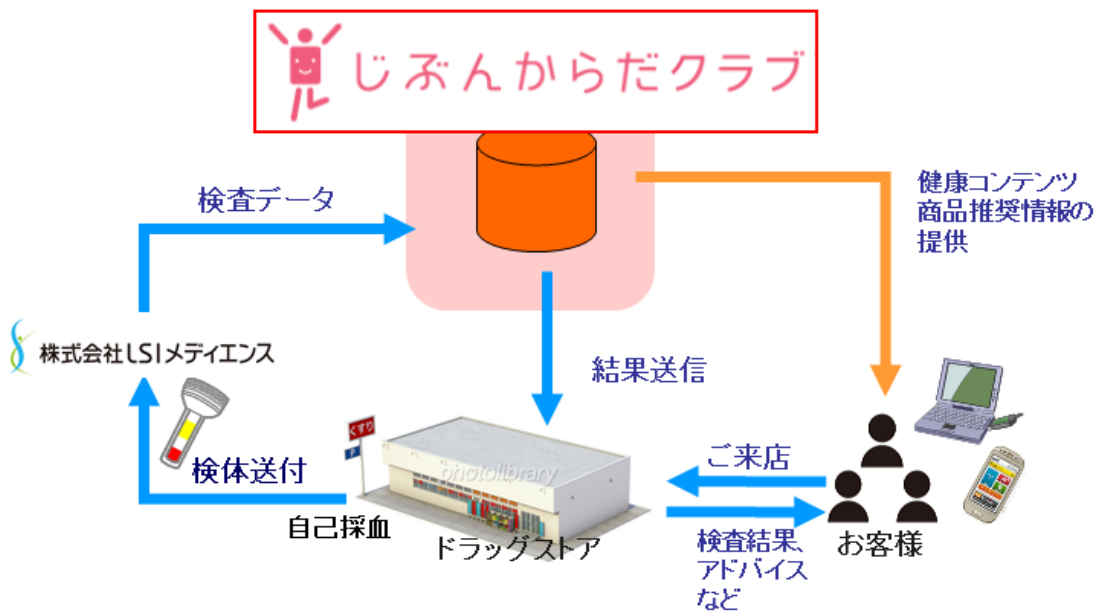 じぶんからだクラブ
検査データ
健康コンテンツ
商品推奨情報の
提供
株式会社LSIメディエンス
結果送信
くすり
P
photolibrary
検体送付
ご来店
自己採血
ドラッグストア
検査結果、
アドバイス
など
お客様